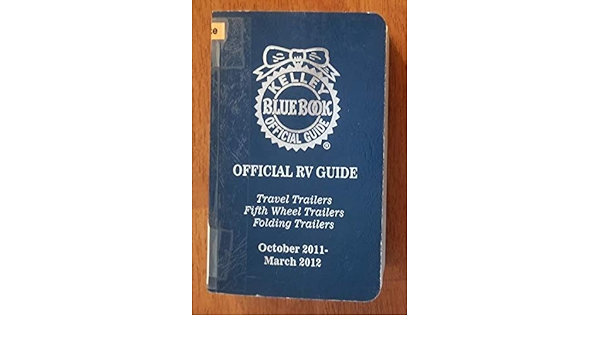 ce
KELLEY
BLUE BOOK
OFFICIAL GUIDE
®
OFFICIAL RV GUIDE
Travel Trailers
Fifth Wheel Trailers
Folding Trailers
October 2011-
March 2012